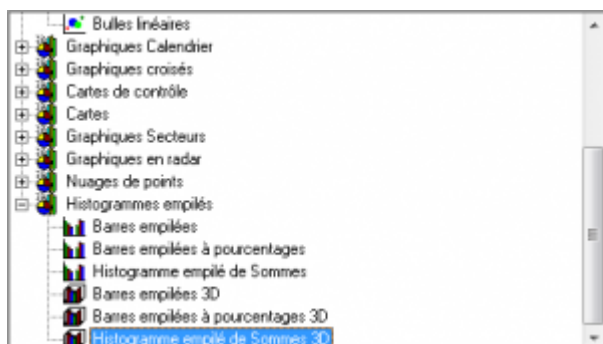 Bulles linéaires
Graphiques Calendrier
Graphiques croisés
Cartes de contrôle
Cartes
Graphiques Secteurs
Graphiques en radar
Nuages de points
Histogrammes empilés
Barres empilées
Barres empilées à pourcentages
Histogramme empilé de Sommes
Barres empilées 3D
Barres empilées à pourcentages 3D
Histogramme empilé de Sommes 3D